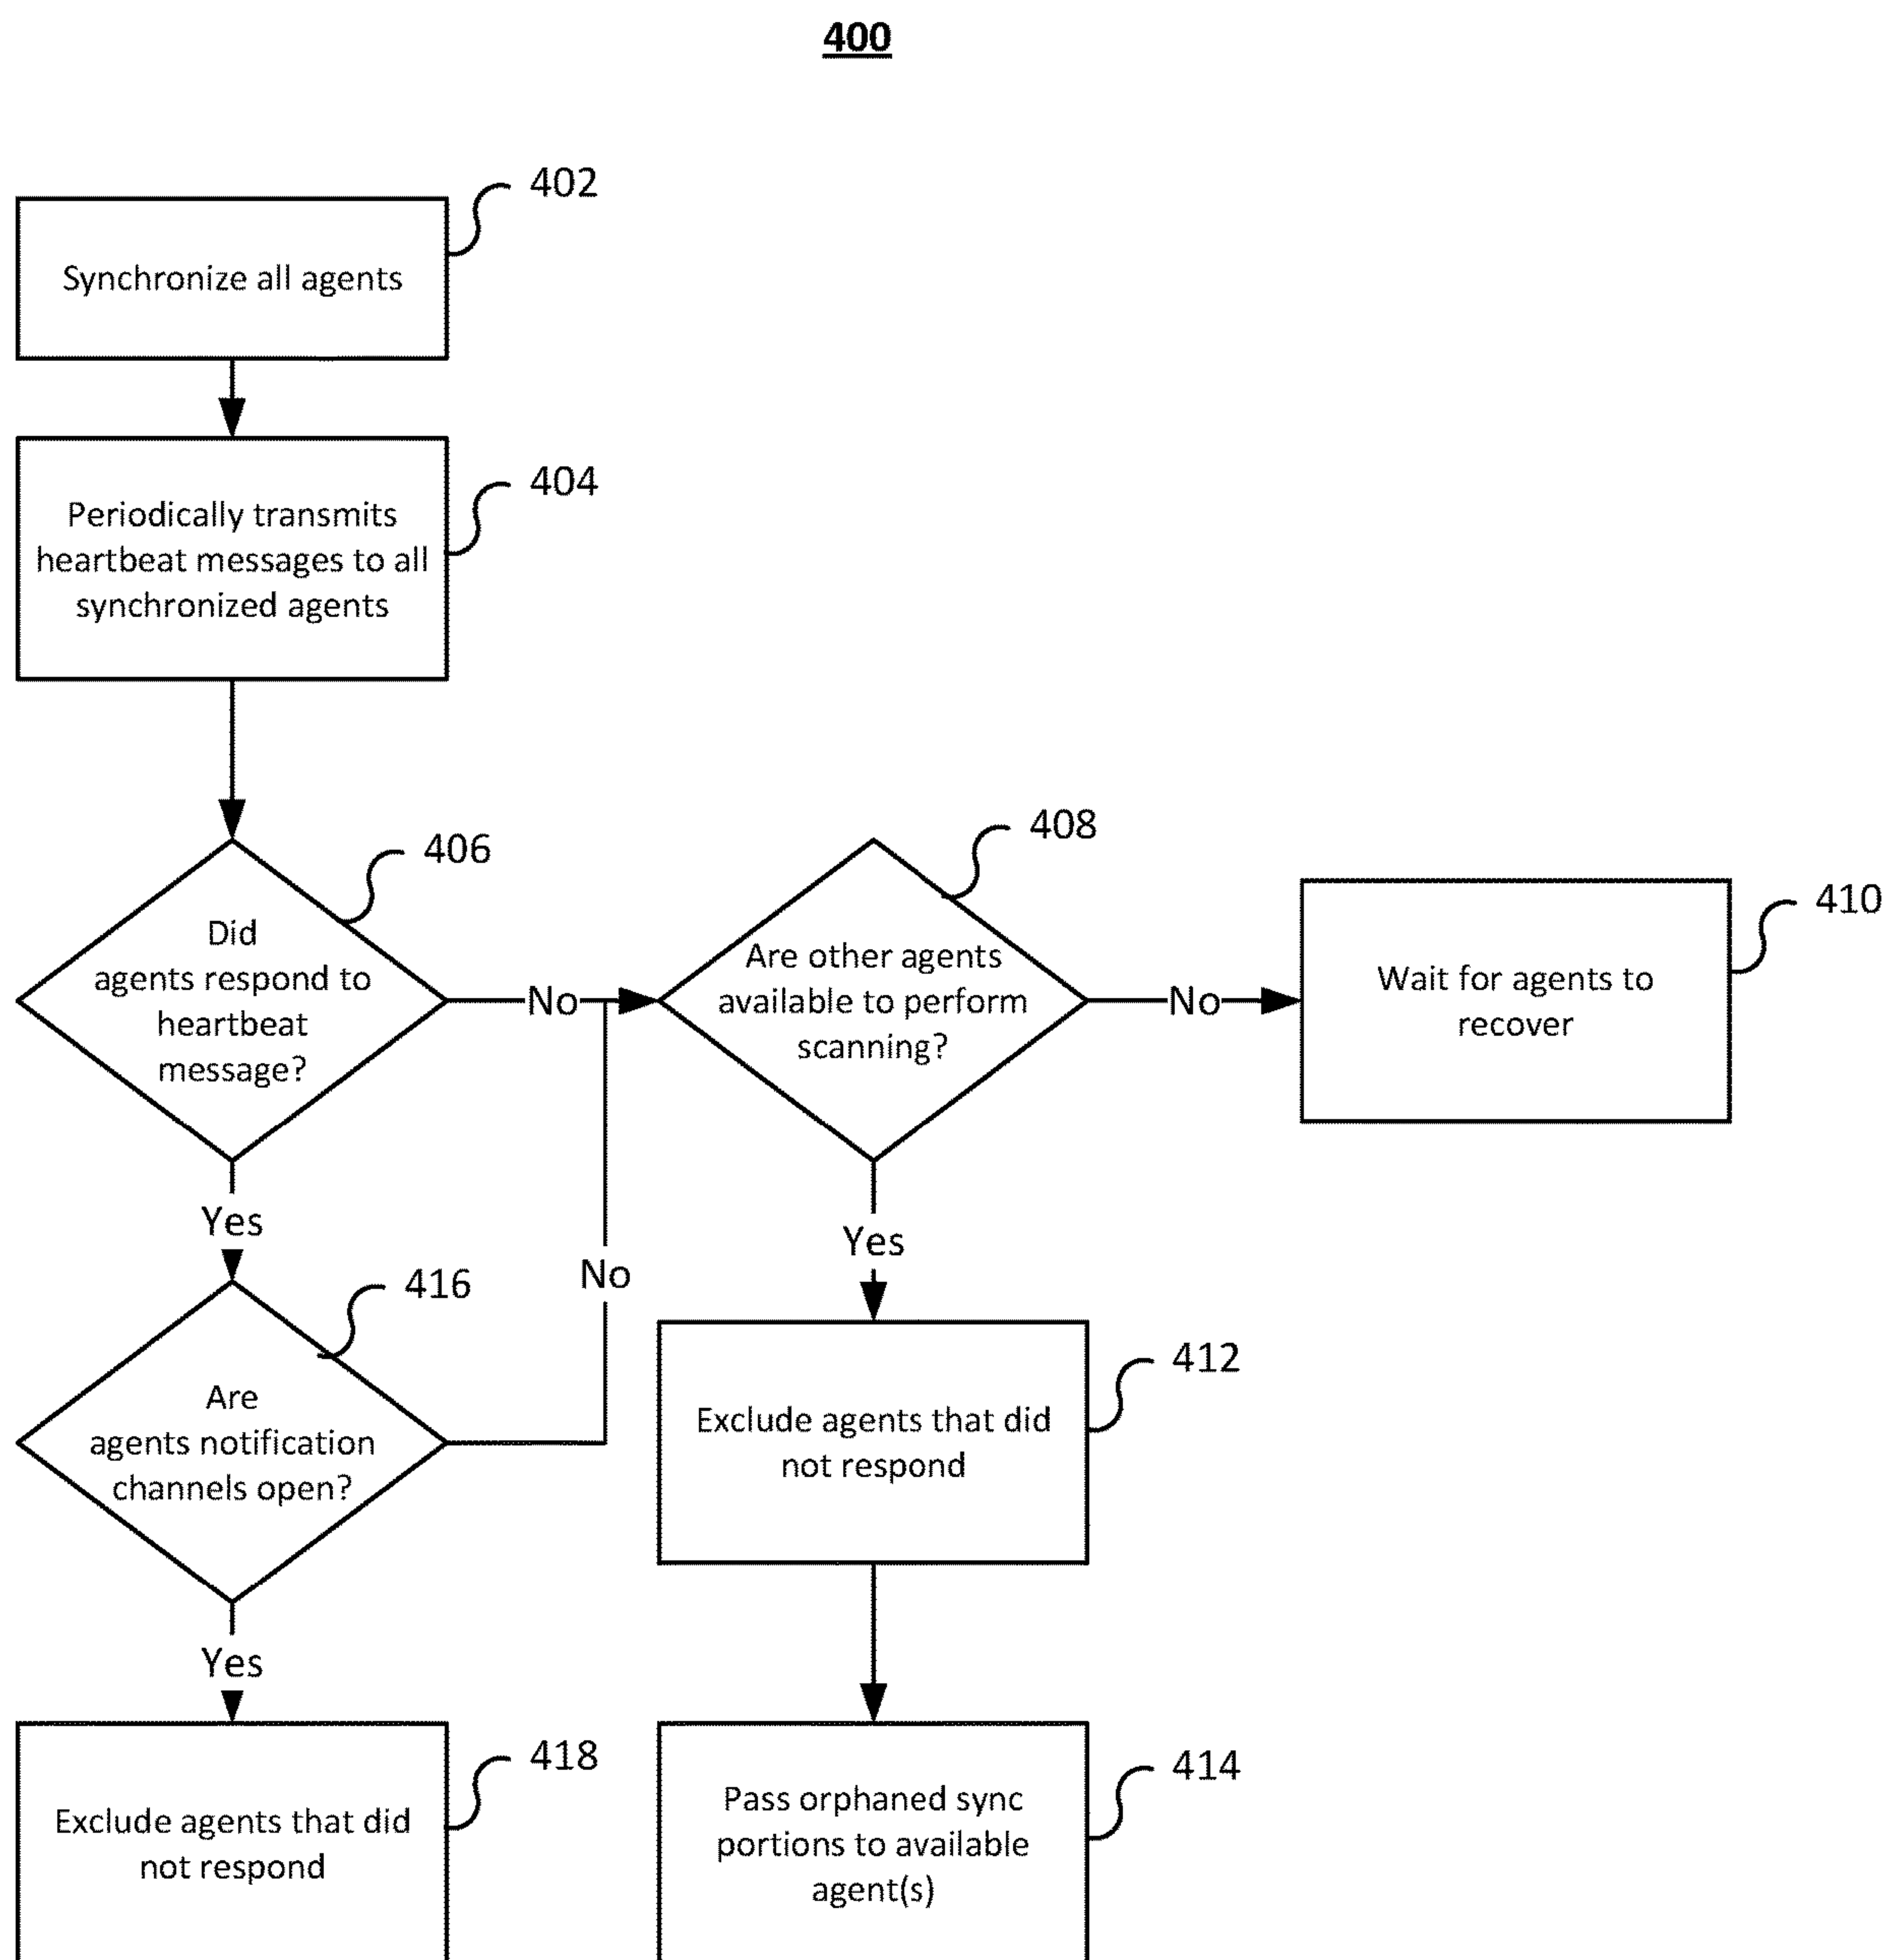 400
402
Synchronize all agents
404
Periodically transmits
heartbeat messages to all
synchronized agents
406
Did
agents respond to
heartbeat
message?
No
408
Are other agents
available to perform
scanning?
No
410
Wait for agents to
recover
Yes
Yes
No
416
Are
agents notification
channels open?
412
Exclude agents that did
not respond
Yes
418
Exclude agents that did
not respond
414
Pass orphaned sync
portions to available
agent(s)